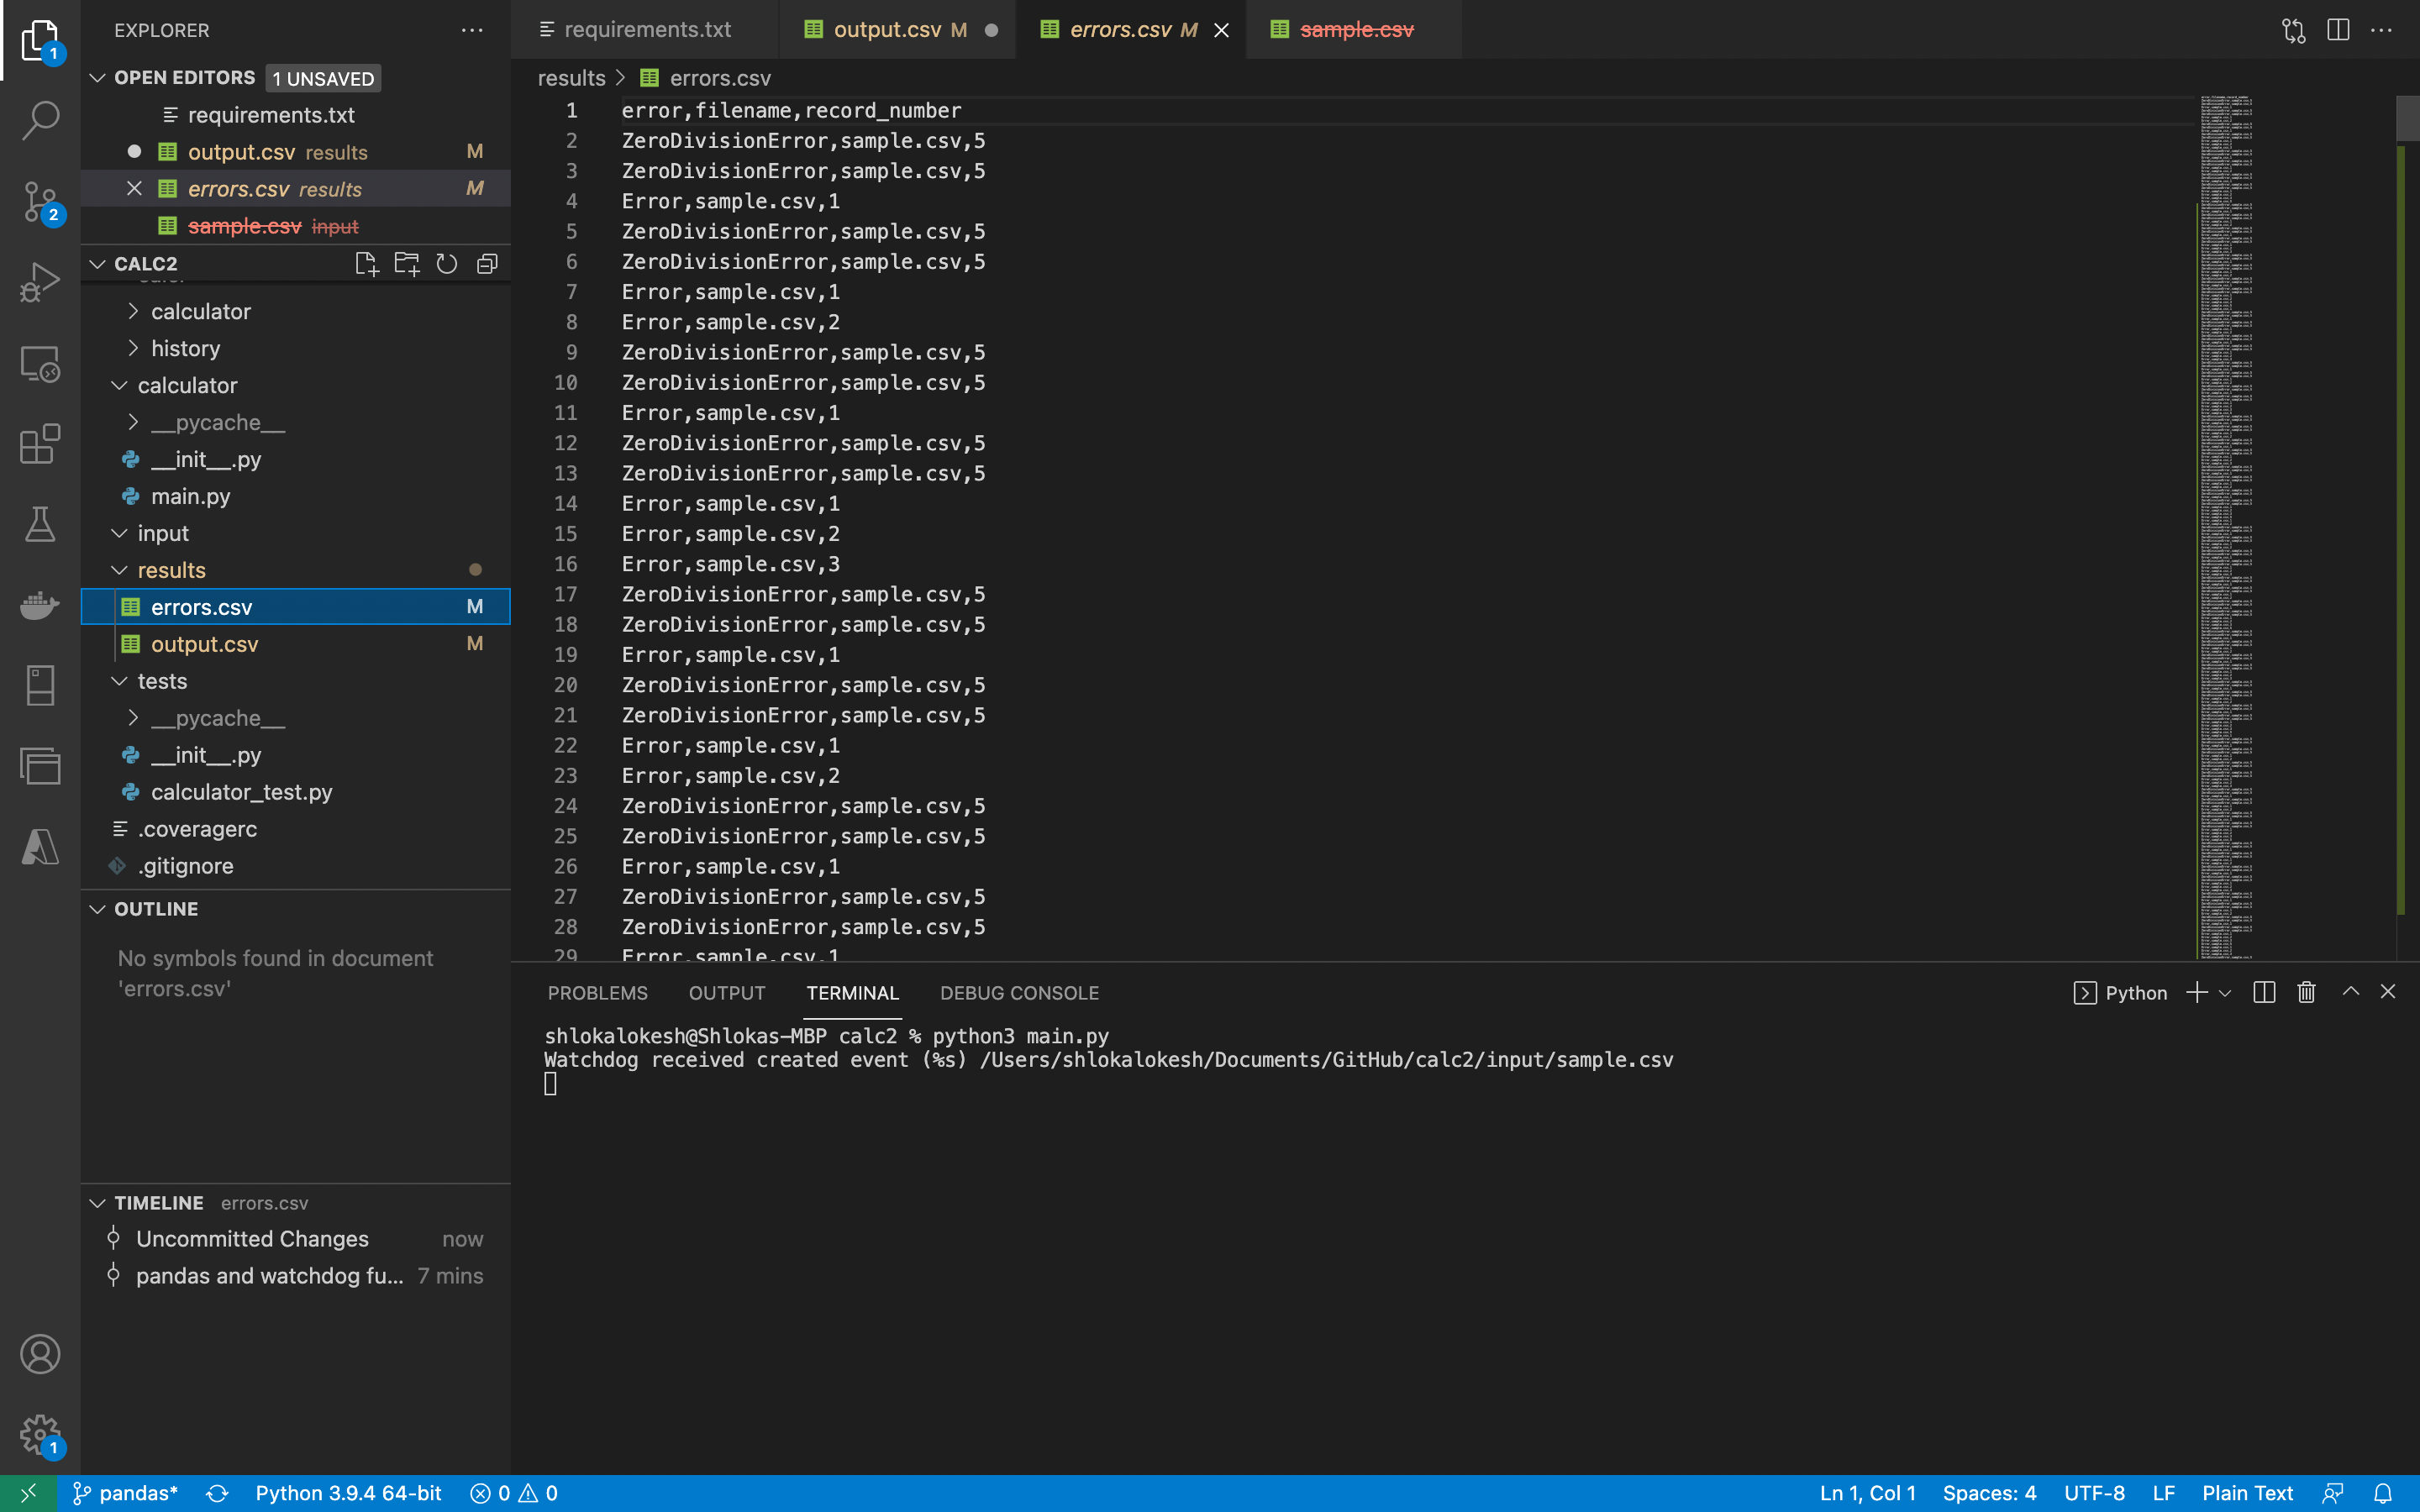 EXPLORER
1
OPEN EDITORS 1 UNSAVED
requirements.txt
output.csv results M
errors.csv results M
sample.csv input
2
CALC2
calculator
history
calculator
__pycache__
__init__.py
main.py
input
results
errors.csv M
output.csv M
tests
__pycache__
__init__.py
calculator_test.py
.coveragerc
.gitignore
OUTLINE
No symbols found in document
'errors.csv'
TIMELINE errors.csv
Uncommitted Changes now
pandas and watchdog fu... 7 mins
1
requirements.txt output.csv M errors.csv M sample.csv
results > errors.csv
1 error,filename,record_number
2 ZeroDivisionError,sample.csv,5
3 ZeroDivisionError,sample.csv,5
4 Error,sample.csv,1
5 ZeroDivisionError,sample.csv,5
6 ZeroDivisionError,sample.csv,5
7 Error,sample.csv,1
8 Error,sample.csv,2
9 ZeroDivisionError,sample.csv,5
10 ZeroDivisionError,sample.csv,5
11 Error,sample.csv,1
12 ZeroDivisionError,sample.csv,5
13 ZeroDivisionError,sample.csv,5
14 Error,sample.csv,1
15 Error,sample.csv,2
16 Error,sample.csv,3
17 ZeroDivisionError,sample.csv,5
18 ZeroDivisionError,sample.csv,5
19 Error,sample.csv,1
20 ZeroDivisionError,sample.csv,5
21 ZeroDivisionError,sample.csv,5
22 Error,sample.csv,1
23 Error,sample.csv,2
24 ZeroDivisionError,sample.csv,5
25 ZeroDivisionError,sample.csv,5
26 Error,sample.csv,1
27 ZeroDivisionError,sample.csv,5
28 ZeroDivisionError,sample.csv,5
29 Error,sample.csv,1
PROBLEMS OUTPUT TERMINAL DEBUG CONSOLE Python
shlokalokesh@Shlokas-MBP calc2 % python3 main.py
Watchdog received created event (%s) /Users/shlokalokesh/Documents/GitHub/calc2/input/sample.csv
pandas* Python 3.9.4 64-bit 0 0 Ln 1, Col 1 Spaces: 4 UTF-8 LF Plain Text